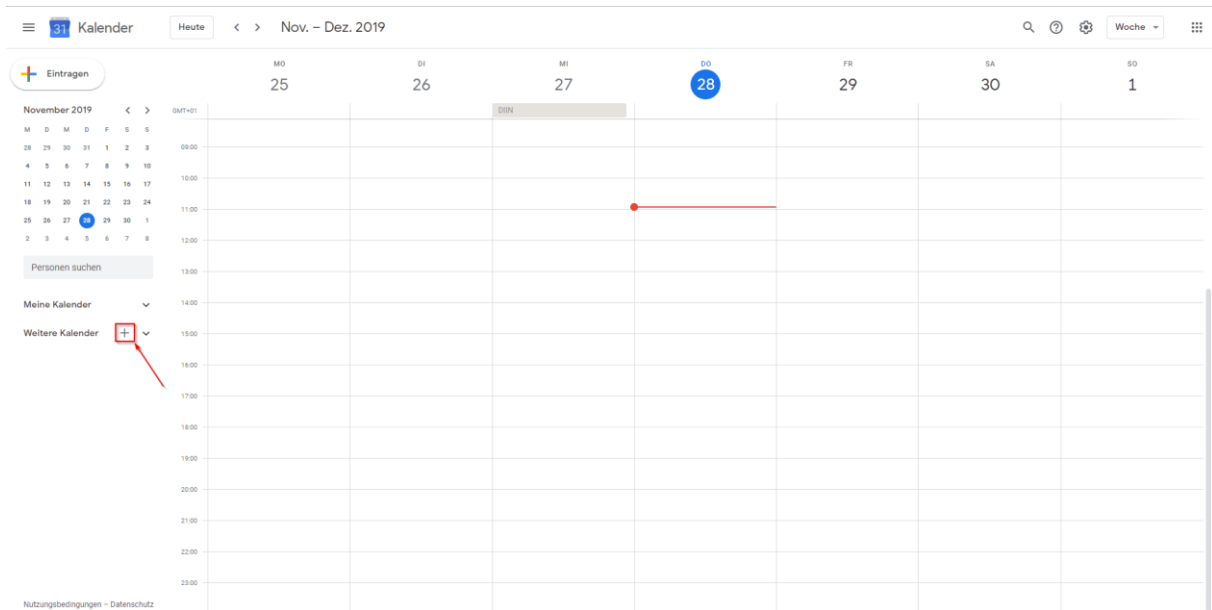 31 Kalender Heute Nov. – Dez. 2019 Woche
Eintragen
MO DI MI DO FR SA SO
25 26 27 28 29 30 1
November 2019
GMT+01 DIIN
M D M D F S S
28 29 30 31 1 2 3
4 5 6 7 8 9 10
11 12 13 14 15 16 17
18 19 20 21 22 23 24
25 26 27 28 29 30 1
2 3 4 5 6 7 8
Personen suchen
Meine Kalender
Weitere Kalender
09:00
10:00
11:00
12:00
13:00
14:00
15:00
16:00
17:00
18:00
19:00
20:00
21:00
22:00
23:00
Nutzungsbedingungen – Datenschutz